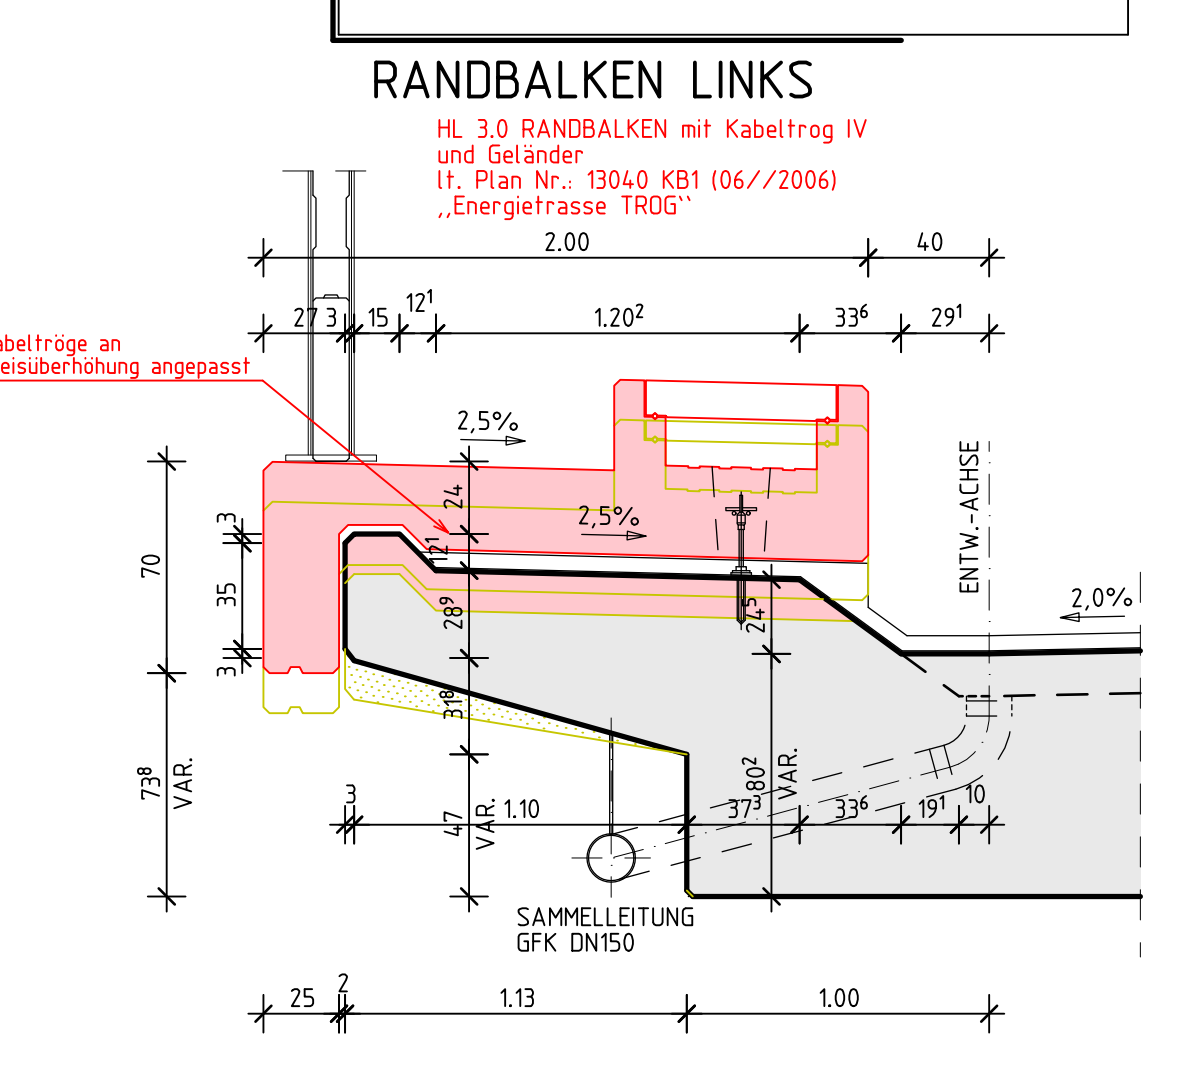 RANDBALKEN LINKS
HL 3.0 RANDBALKEN mit Kabeltrog IV
und Geländer
lt. Plan Nr.: 13040 KB1 (06//2006)
,,Energietrasse TROG``
2.00
40
27 3 15 12¹ 1.20² 33⁶ 29¹
abeltröge an
eisüberhöhung angepasst
2,5%
ENTW.-ACHSE
24
2,5%
3
12¹
70
35
28⁹
24⁵
2,0%
3
31⁸
73⁸
VAR.
80²
VAR.
3
1.10
37³
33⁶
19¹
10
47
VAR.
SAMMELLEITUNG
GFK DN150
25 2 1.13 1.00